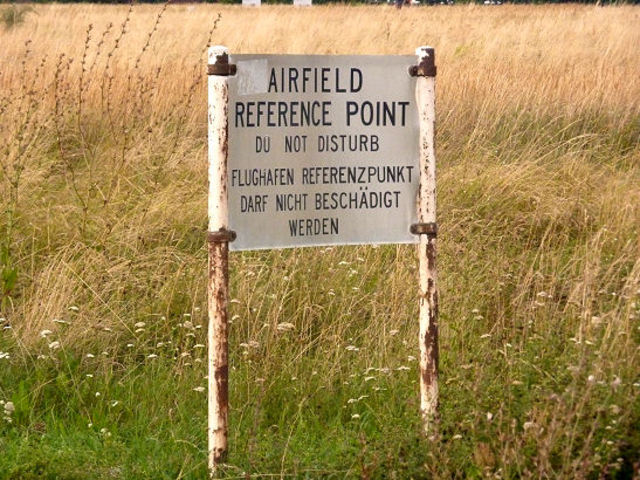 AIRFIELD
REFERENCE POINT
DU NOT DISTURB
FLUGHAFEN REFERENZPUNKT
DARF NICHT BESCHÄDIGT
WERDEN